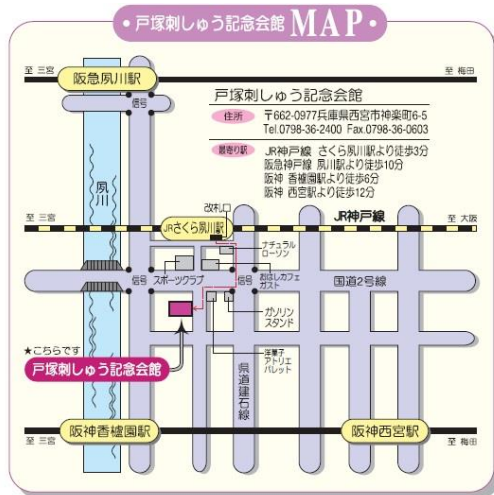 戸塚刺しゅう記念会館 MAP
至 三宮
阪急夙川駅
至 梅田
信号
戸塚刺しゅう記念会館
住所 〒662-0977兵庫県西宮市神楽町6-5
Tel.0798-36-2400 Fax.0798-36-0603
最寄り駅 JR神戸線 さくら夙川駅より徒歩3分
阪急神戸線 夙川駅より徒歩10分
阪神 香櫨園駅より徒歩6分
阪神 西宮駅より徒歩12分
夙川
改札口
至 三宮
JRさくら夙川駅
JR神戸線
至 大阪
ナチュラル
ローソン
信号
スポーツクラブ
信号
おはしカフェ
ガスト
国道2号線
ガソリン
スタンド
★こちらです
戸塚刺しゅう記念会館
洋菓子
アトリエ
パレット
県道建石線
阪神香櫨園駅
阪神西宮駅
至 三宮
至 梅田